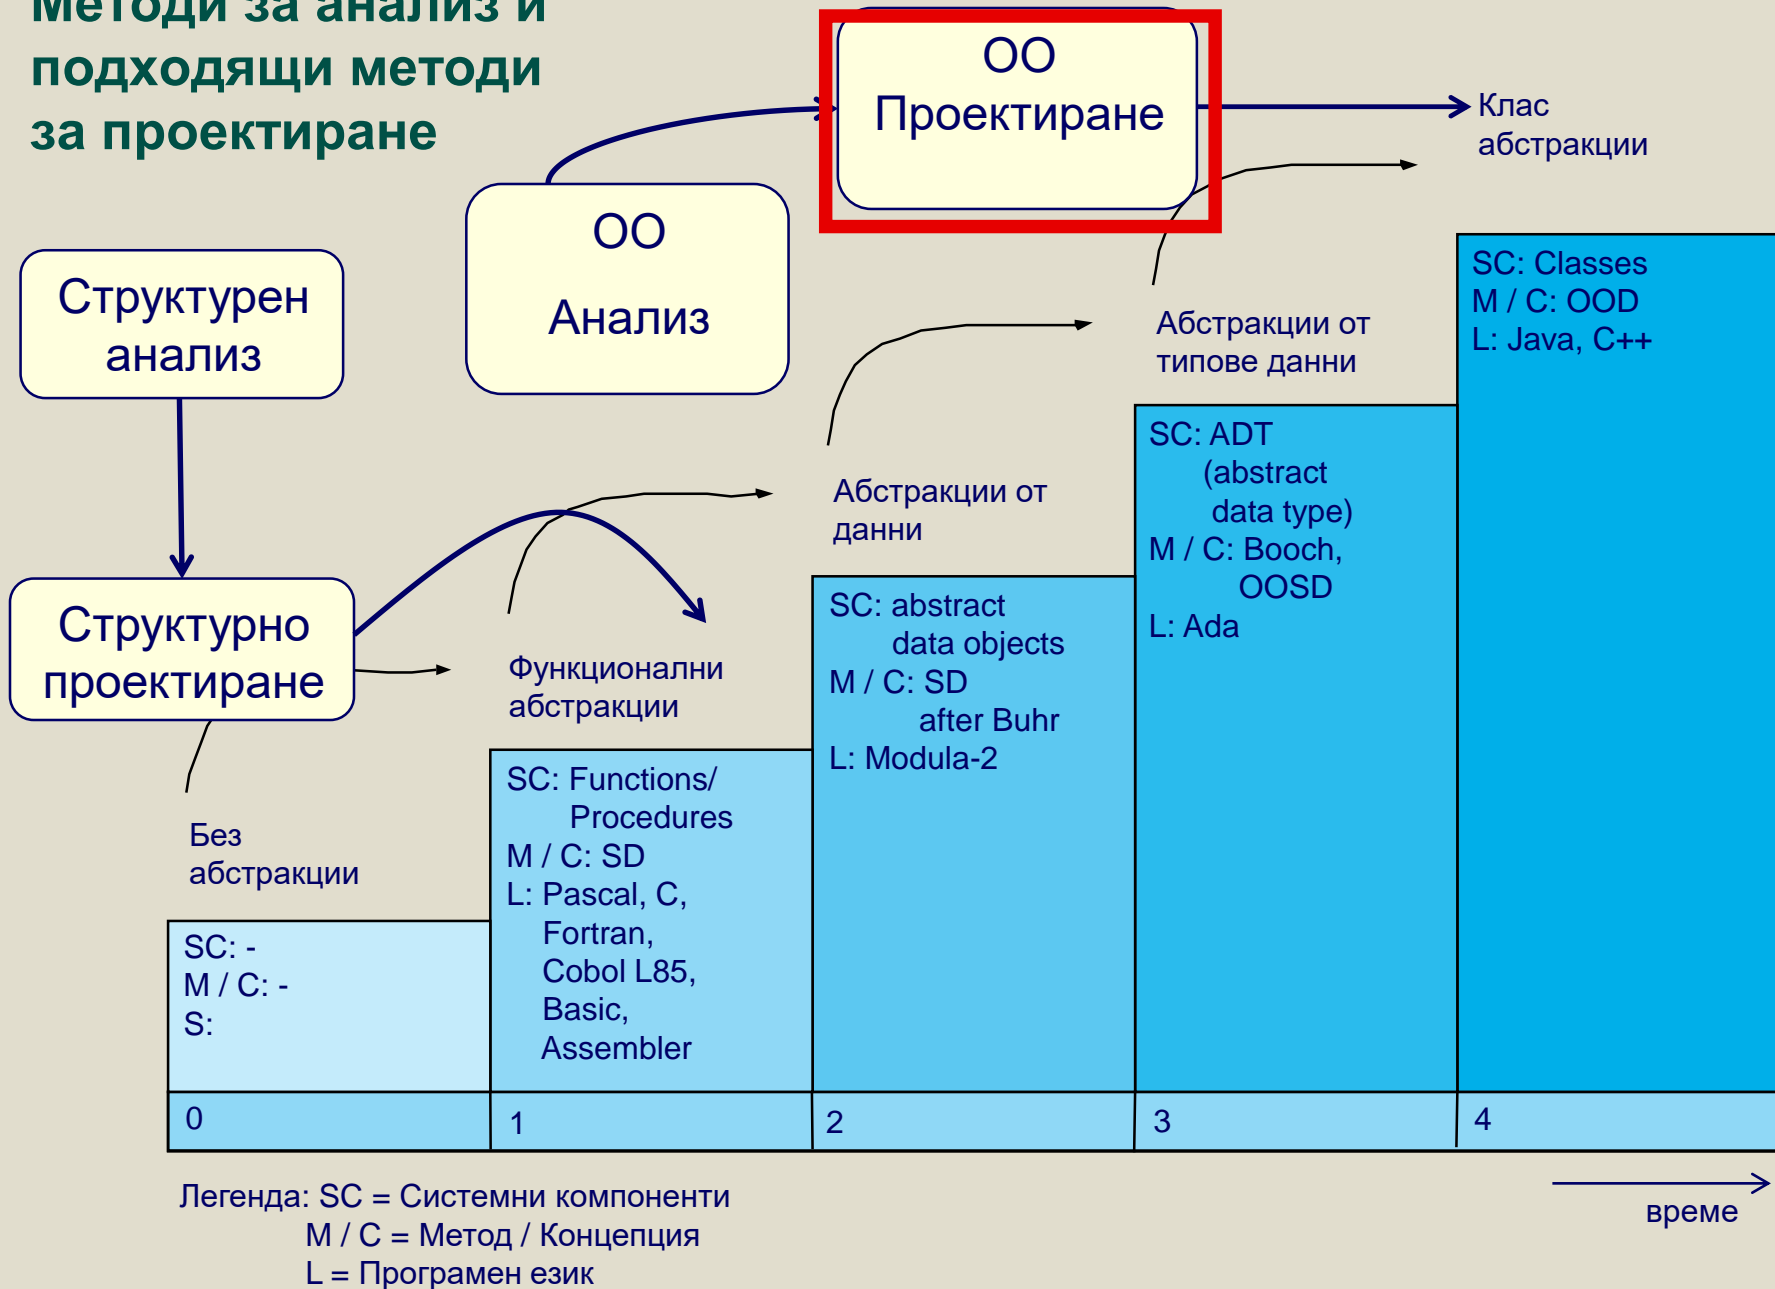 Методи за анализ и
подходящи методи
за проектиране
ОО
Проектиране
Клас
абстракции
ОО
Анализ
Структурен
анализ
Структурно
проектиране
Абстракции от
типове данни
Абстракции от
данни
Функционални
абстракции
Без
абстракции
SC: Classes
M / C: OOD
L: Java, C++
SC: ADT
(abstract
data type)
M / C: Booch,
OOSD
L: Ada
SC: abstract
data objects
M / C: SD
after Buhr
L: Modula-2
SC: Functions/
Procedures
M / C: SD
L: Pascal, C,
Fortran,
Cobol L85,
Basic,
Assembler
SC: -
M / C: -
S:
0
1
2
3
4
Легенда: SC = Системни компоненти
M / C = Метод / Концепция
L = Програмен език
време